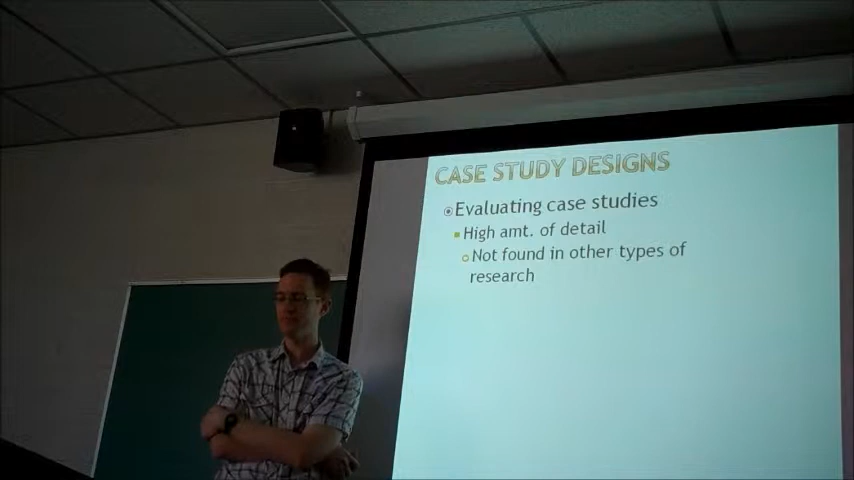 CASE STUDY DESIGNS
Evaluating case studies
High amt. of detail
Not found in other types of
research